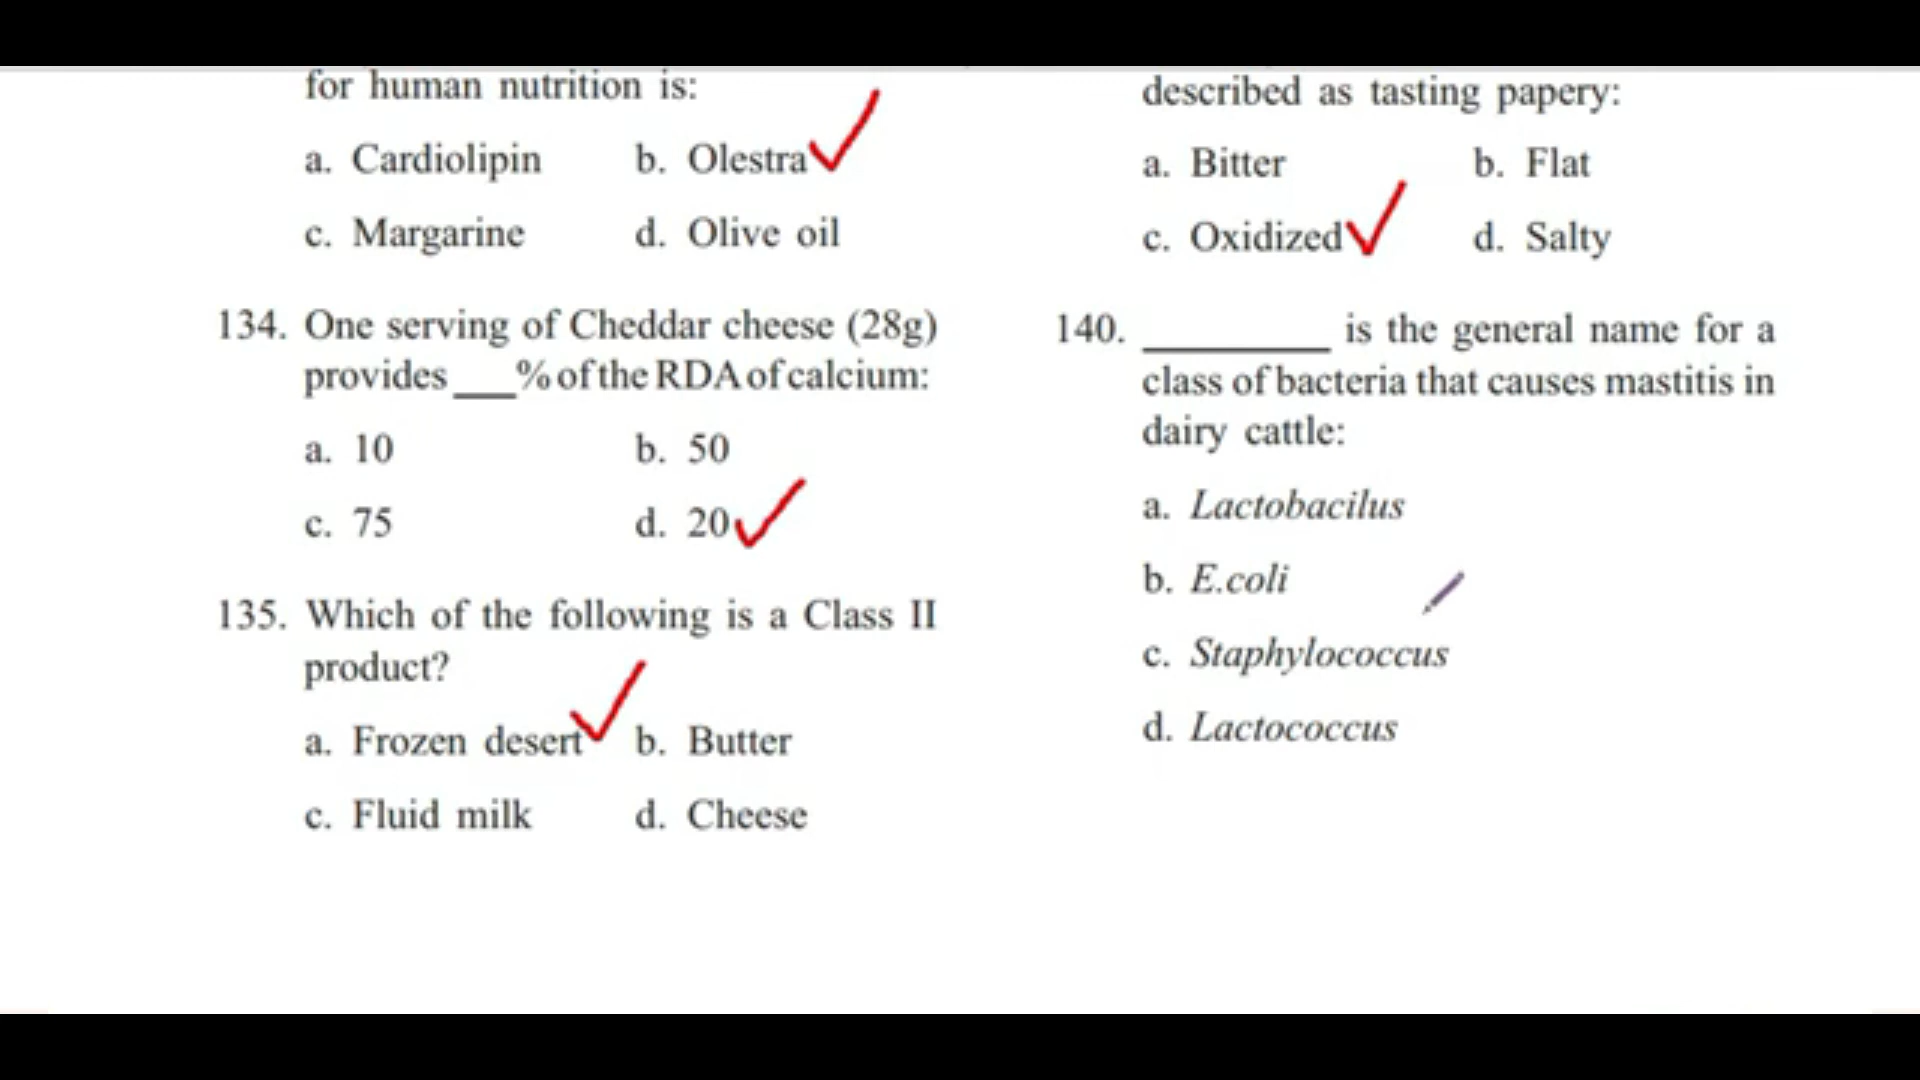 for human nutrition is:
a. Cardiolipin b. Olestra
c. Margarine d. Olive oil
134. One serving of Cheddar cheese (28g)
provides ___% of the RDA of calcium:
a. 10 b. 50
c. 75 d. 20
135. Which of the following is a Class II
product?
a. Frozen desert b. Butter
c. Fluid milk d. Cheese
described as tasting papery:
a. Bitter b. Flat
c. Oxidized d. Salty
140. _________ is the general name for a
class of bacteria that causes mastitis in
dairy cattle:
a. Lactobacilus
b. E.coli
c. Staphylococcus
d. Lactococcus